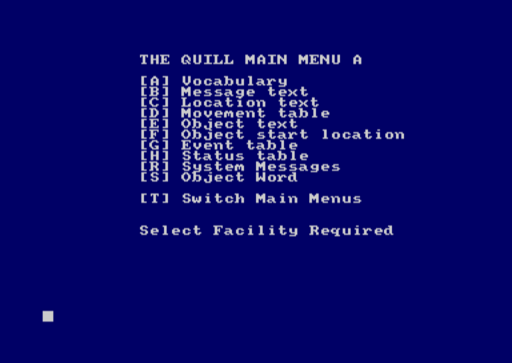 THE QUILL MAIN MENU A
[A] Vocabulary
[B] Message text
[C] Location text
[D] Movement table
[E] Object text
[F] Object start location
[G] Event table
[H] Status table
[R] System Messages
[S] Object Word
[T] Switch Main Menus
Select Facility Required